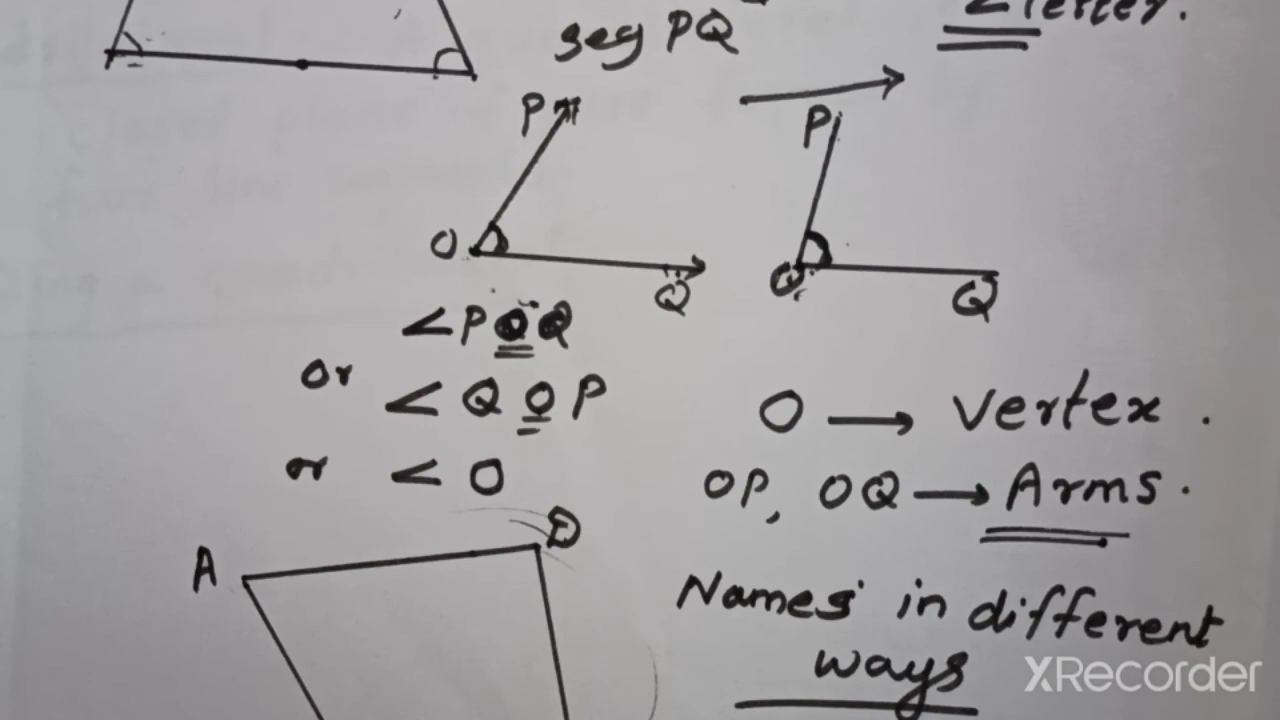 seg PQ
letter.
P
P
O
Q
O
Q
<POQ
or
<QOP
O → Vertex.
or <O
OP, OQ → Arms.
A
D
Names in different
ways
XRecorder